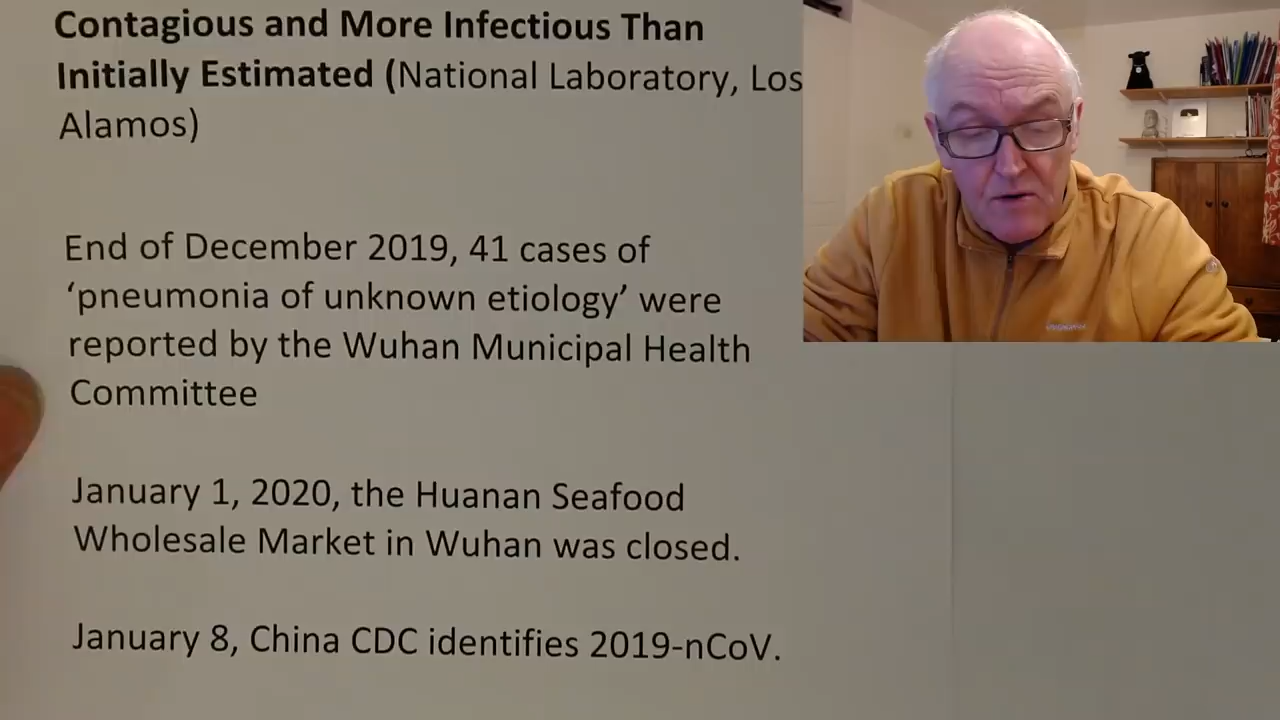 Contagious and More Infectious Than
Initially Estimated (National Laboratory, Los
Alamos)
End of December 2019, 41 cases of
‘pneumonia of unknown etiology’ were
reported by the Wuhan Municipal Health
Committee
January 1, 2020, the Huanan Seafood
Wholesale Market in Wuhan was closed.
January 8, China CDC identifies 2019-nCoV.